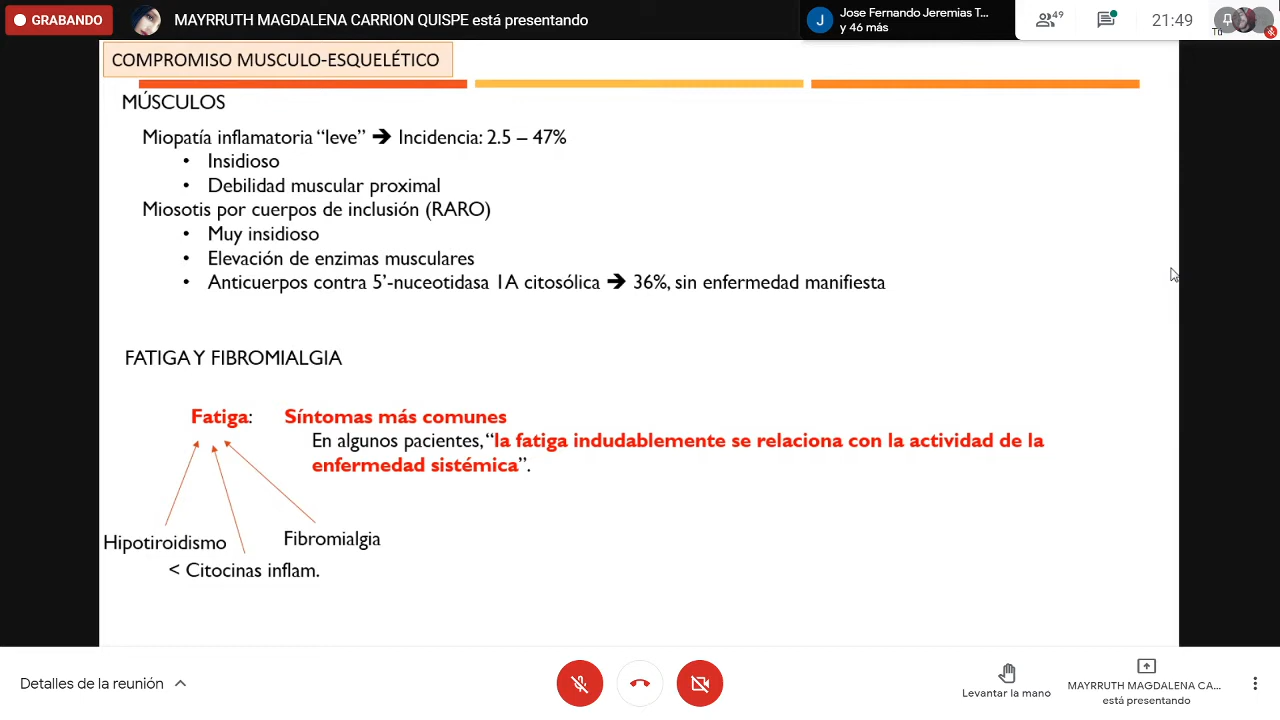 GRABANDO
MAYRRUTH MAGDALENA CARRION QUISPE está presentando
J
Jose Fernando Jeremias T...
y 46 más
49
21:49
Tú
COMPROMISO MUSCULO-ESQUELÉTICO
MÚSCULOS
Miopatía inflamatoria “leve” ➔ Incidencia: 2.5 – 47%
• Insidioso
• Debilidad muscular proximal
Miosotis por cuerpos de inclusión (RARO)
• Muy insidioso
• Elevación de enzimas musculares
• Anticuerpos contra 5’-nuceotidasa 1A citosólica ➔ 36%, sin enfermedad manifiesta
FATIGA Y FIBROMIALGIA
Fatiga: Síntomas más comunes
En algunos pacientes, “la fatiga indudablemente se relaciona con la actividad de la
enfermedad sistémica”.
Hipotiroidismo
Fibromialgia
< Citocinas inflam.
Detalles de la reunión
Levantar la mano
MAYRRUTH MAGDALENA CA...
está presentando